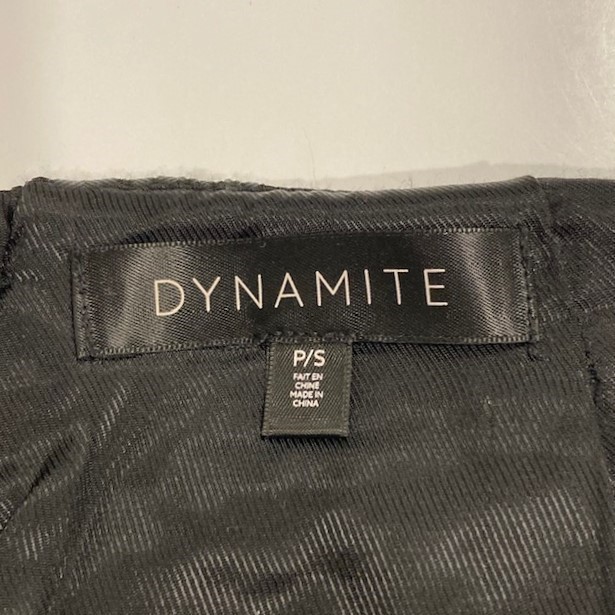 DYNAMITE
P/S
FAIT EN
CHINE
MADE IN
CHINA